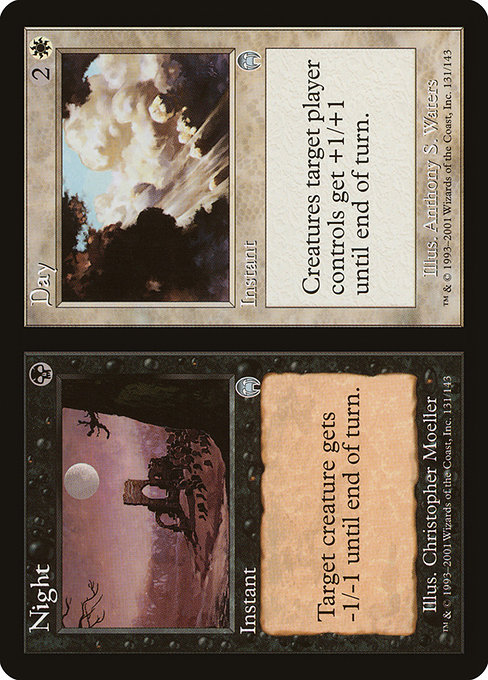 Night
Instant
Target creature gets
-1/-1 until end of turn.
Illus. Christopher Moeller
™ & © 1993–2001 Wizards of the Coast, Inc. 131/143
Day
2
Instant
Creatures target player
controls get +1/+1
until end of turn.
Illus. Anthony S. Waters
™ & © 1993–2001 Wizards of the Coast, Inc. 131/143